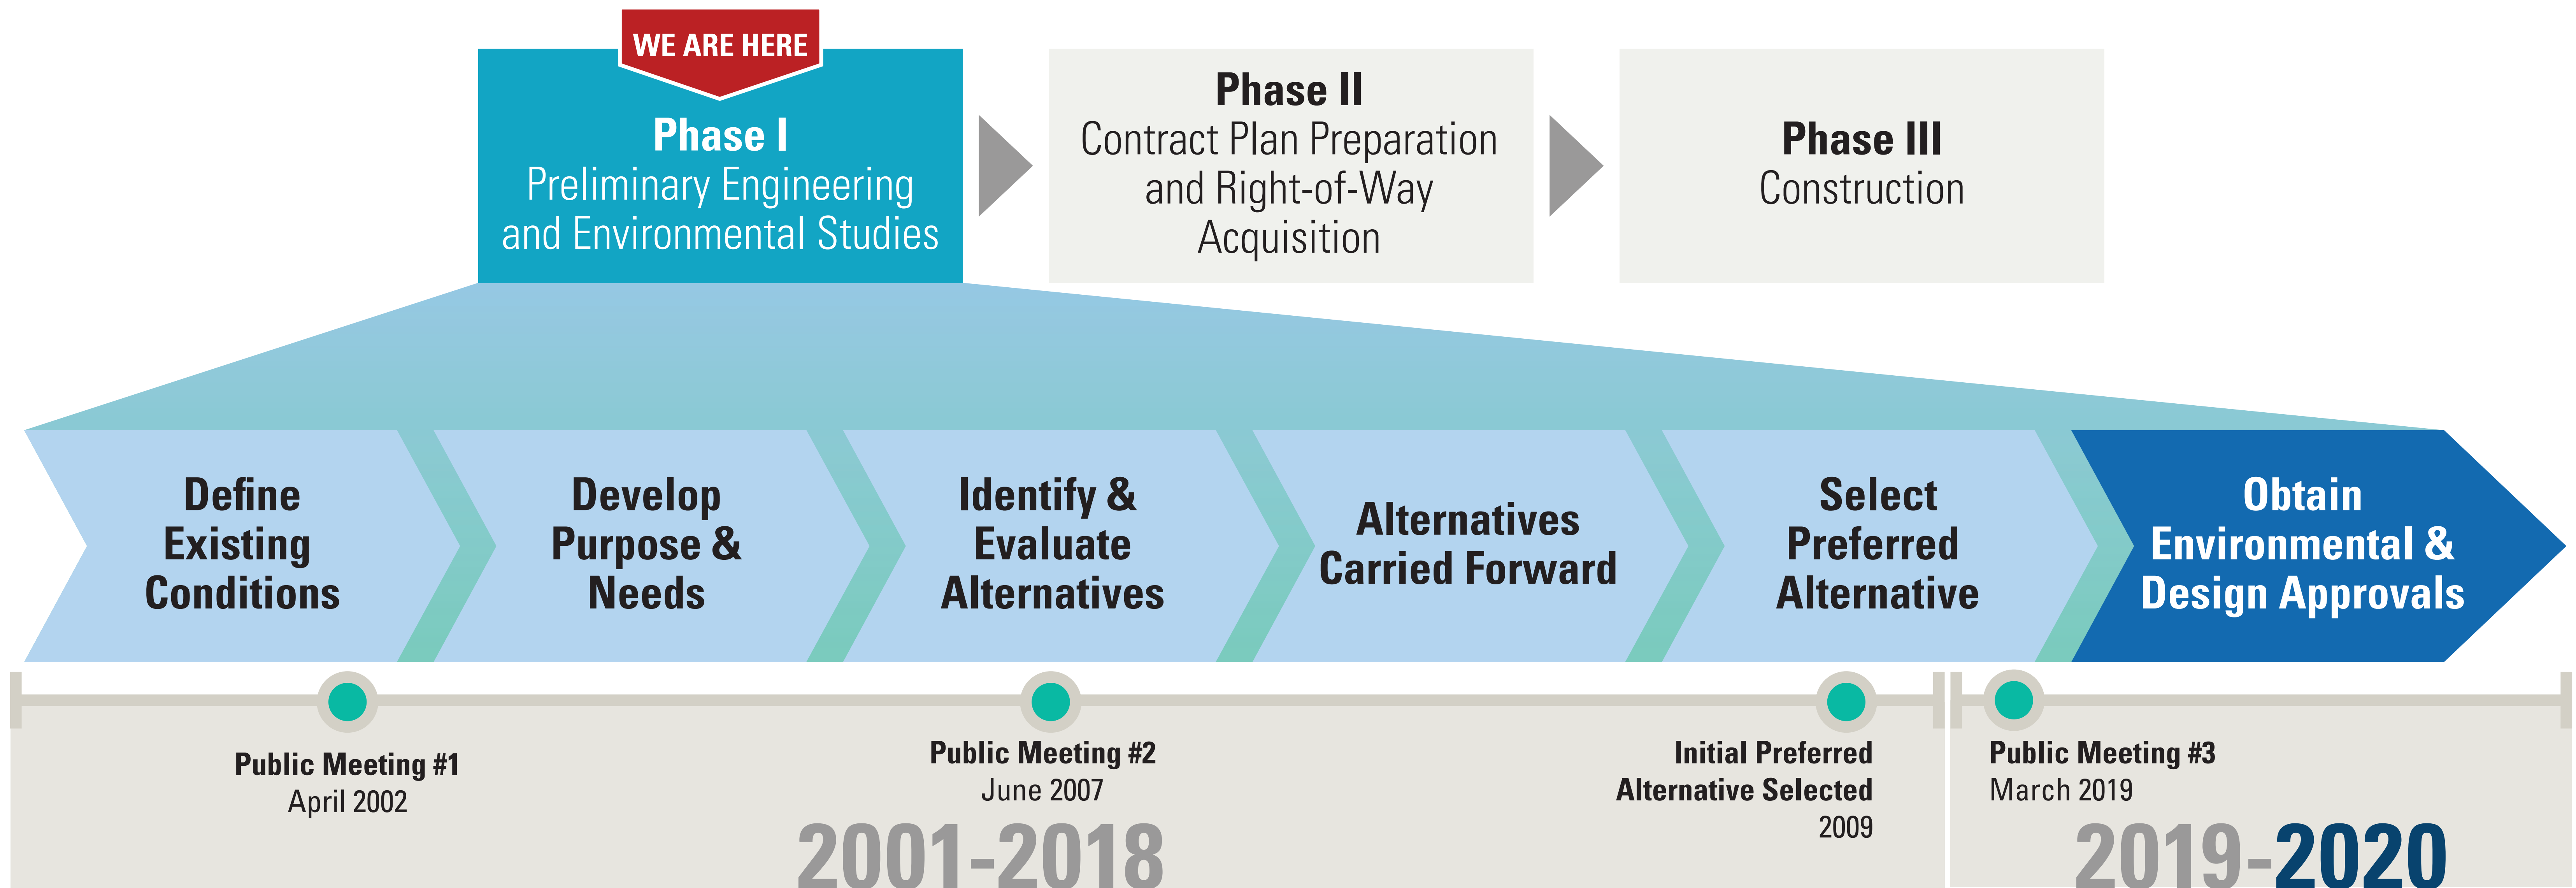 WE ARE HERE
Phase I
Preliminary Engineering
and Environmental Studies
Phase II
Contract Plan Preparation
and Right-of-Way
Acquisition
Phase III
Construction
Define
Existing
Conditions
Develop
Purpose &
Needs
Identify &
Evaluate
Alternatives
Alternatives
Carried Forward
Select
Preferred
Alternative
Obtain
Environmental &
Design Approvals
Public Meeting #1
April 2002
Public Meeting #2
June 2007
Initial Preferred
Alternative Selected
2009
Public Meeting #3
March 2019
2001-2018
2019-2020